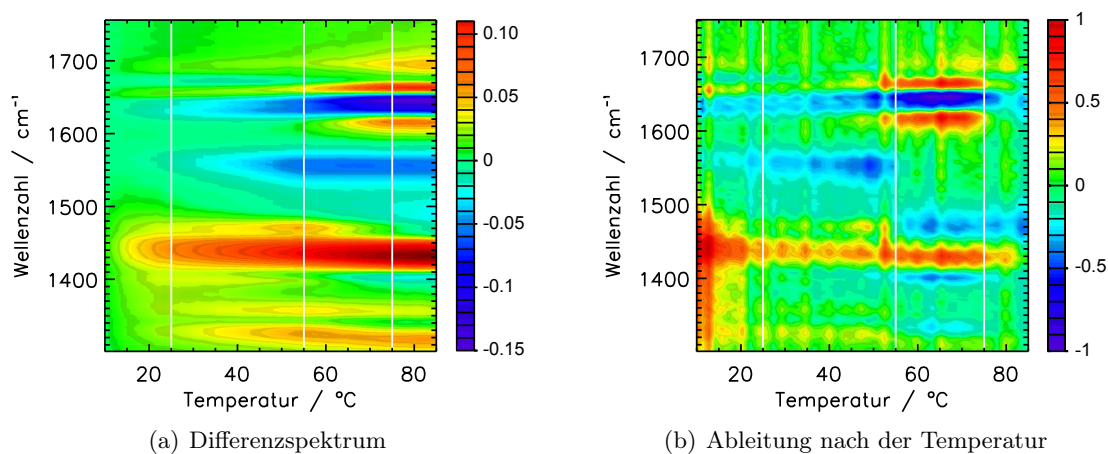 1700
1600
1500
1400
Wellenzahl / cm⁻¹
20 40 60 80
Temperatur / °C
0.10
0.05
0
-0.05
-0.10
-0.15
(a) Differenzspektrum
1700
1600
1500
1400
Wellenzahl / cm⁻¹
20 40 60 80
Temperatur / °C
1
0.5
0
-0.5
-1
(b) Ableitung nach der Temperatur